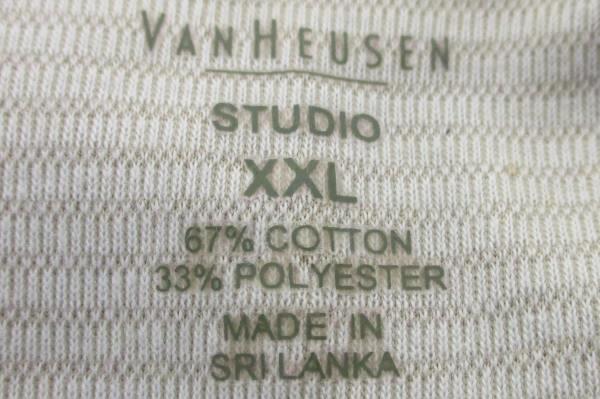 VANHEUSEN
STUDIO
XXL
67% COTTON
33% POLYESTER
MADE IN
SRI LANKA